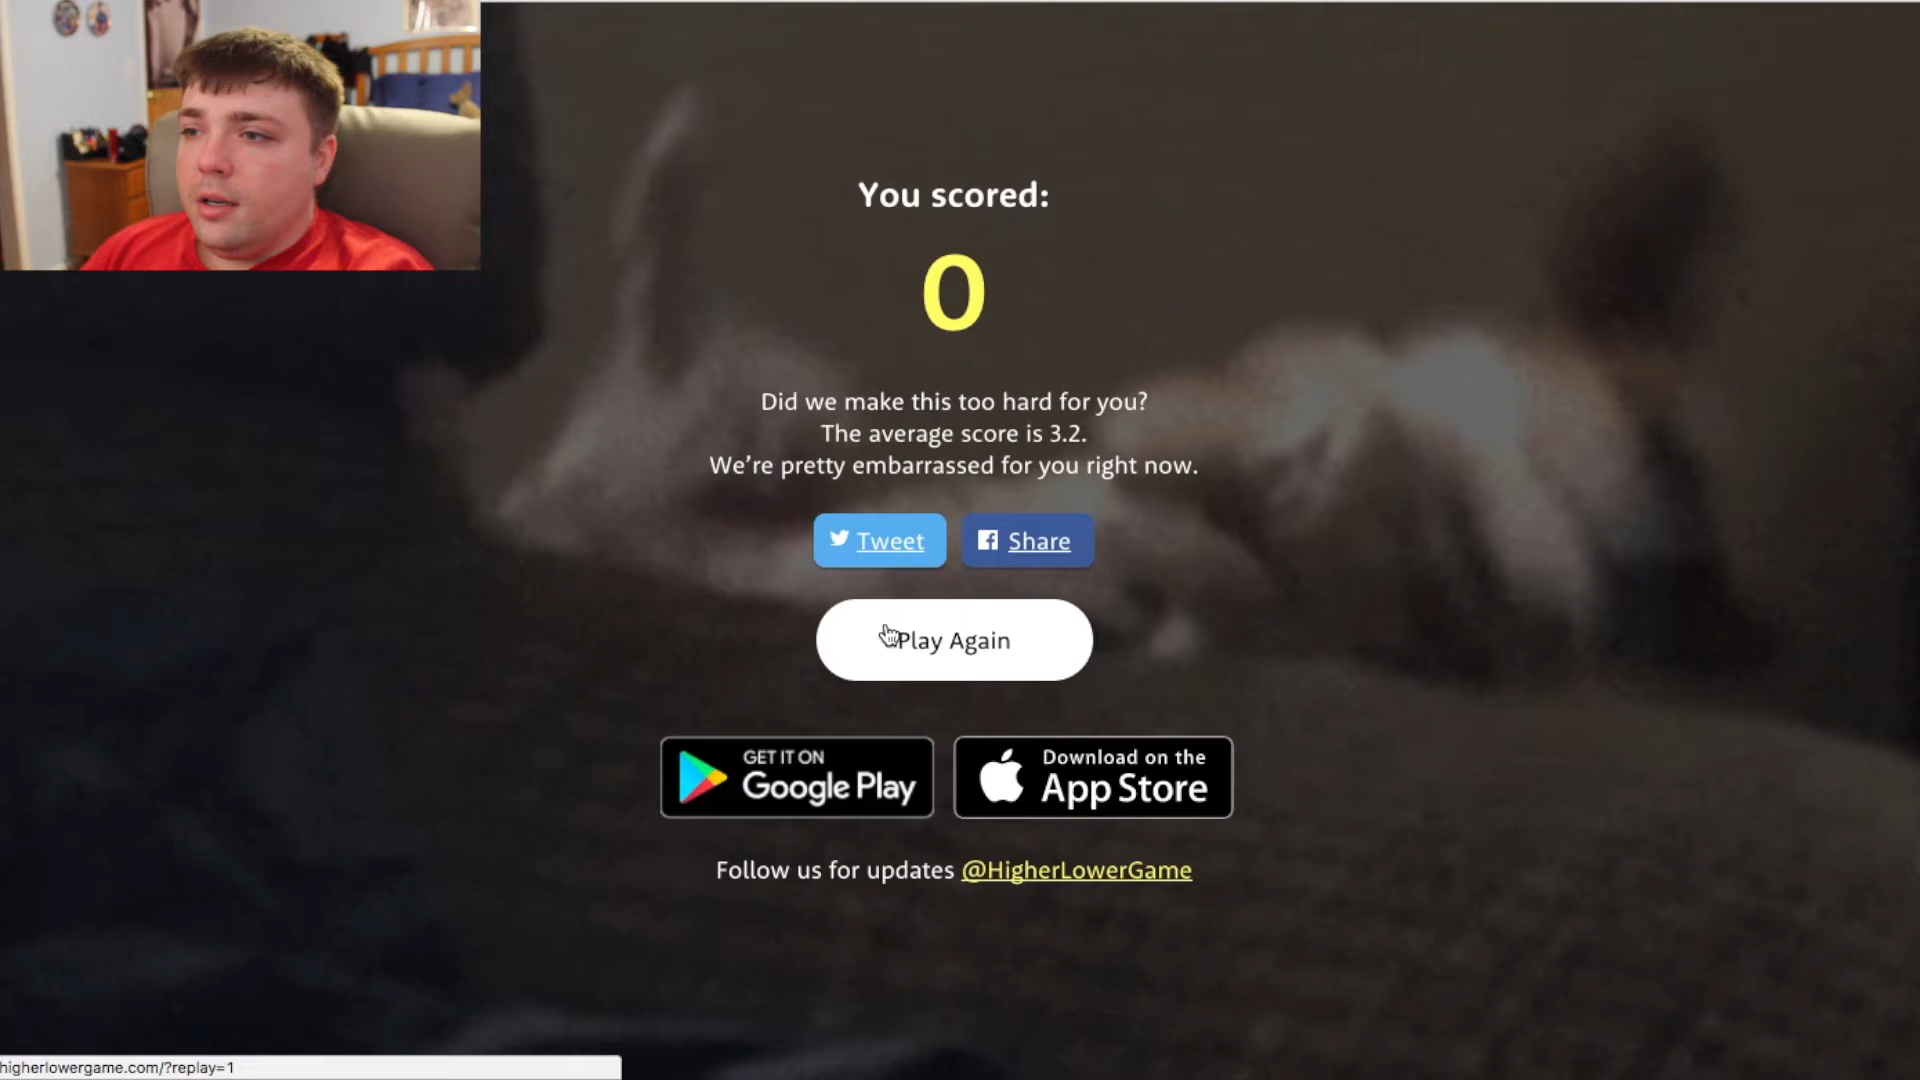 You scored:
0
Did we make this too hard for you?
The average score is 3.2.
We're pretty embarrassed for you right now.
Tweet
Share
Play Again
GET IT ON
Google Play
Download on the
App Store
Follow us for updates @HigherLowerGame
higherlowergame.com/?replay=1